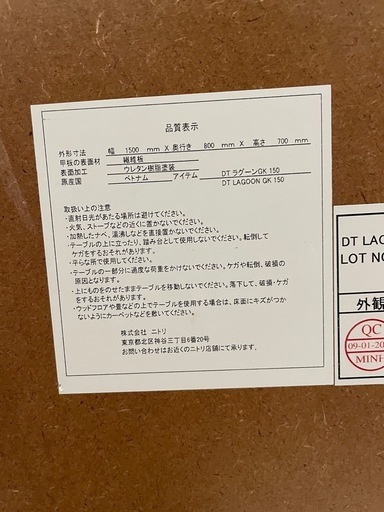 品質表示
外形寸法 幅 1500 mm X 奥行き 800 mm X 高さ 700 mm
甲板の表面材 繊維板
表面加工 ウレタン樹脂塗装
原産国 ベトナム アイテム DT ラグーンGK 150
DT LAGOON GK 150
取扱い上の注意
・直射日光があたる場所は避けてください。
・火気、ストーブなどの近くに置かないでください。
・加熱したナベ、湯沸しなどを直接置かないでください。
・テーブルの上に立ったり、踏み台として使用しないでください。転倒して
ケガをするおそれがあります。
・平らな所で使用してください。
・テーブルの一部分に過度な荷重をかけないでください。ケガや転倒、破損の
原因となります。
・上にものをのせたままテーブルを移動しないでください。落下して、破損・ケガ
をするおそれがあります。
・ウッドフロアや畳などの上でテーブルを使用する場合は、床面にキズがつか
ないようにカーペットなどを敷いてください。
株式会社 ニトリ
東京都北区神谷三丁目6番20号
お問い合わせはお近くのニトリ店舗にて承ります。
DT LAG
LOT NO
外観
QC
09-01-20
MINH